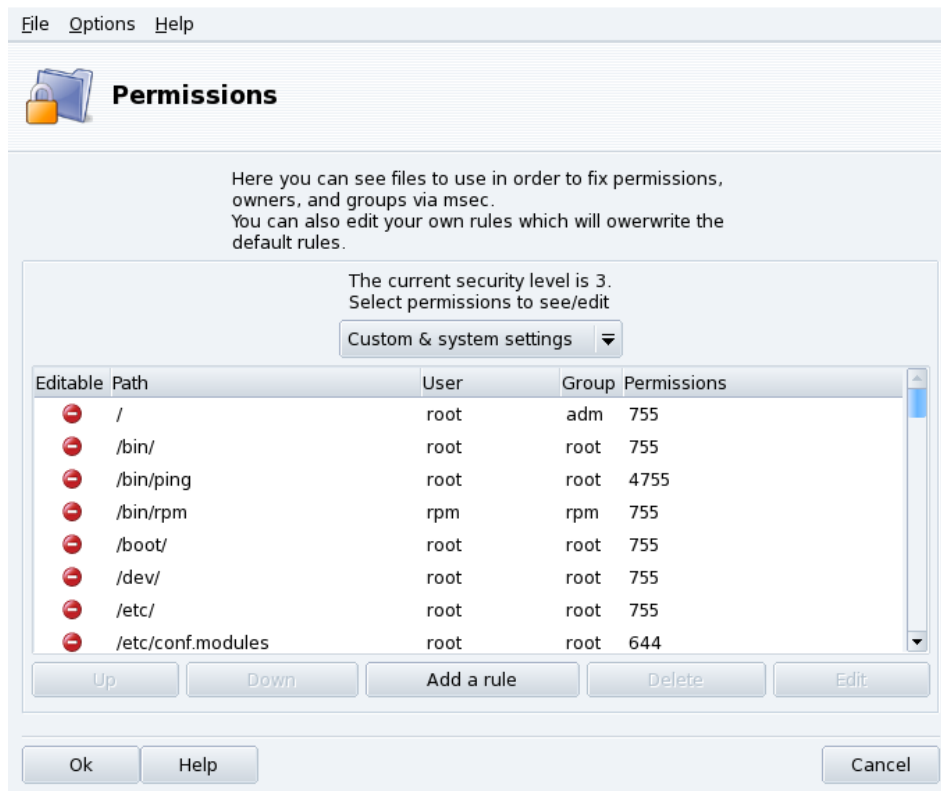 File Options Help
Permissions
Here you can see files to use in order to fix permissions,
owners, and groups via msec.
You can also edit your own rules which will owerwrite the
default rules.
The current security level is 3.
Select permissions to see/edit
Custom & system settings
Editable Path User Group Permissions
/ root adm 755
/bin/ root root 755
/bin/ping root root 4755
/bin/rpm rpm rpm 755
/boot/ root root 755
/dev/ root root 755
/etc/ root root 755
/etc/conf.modules root root 644
Up Down Add a rule Delete Edit
Ok Help Cancel